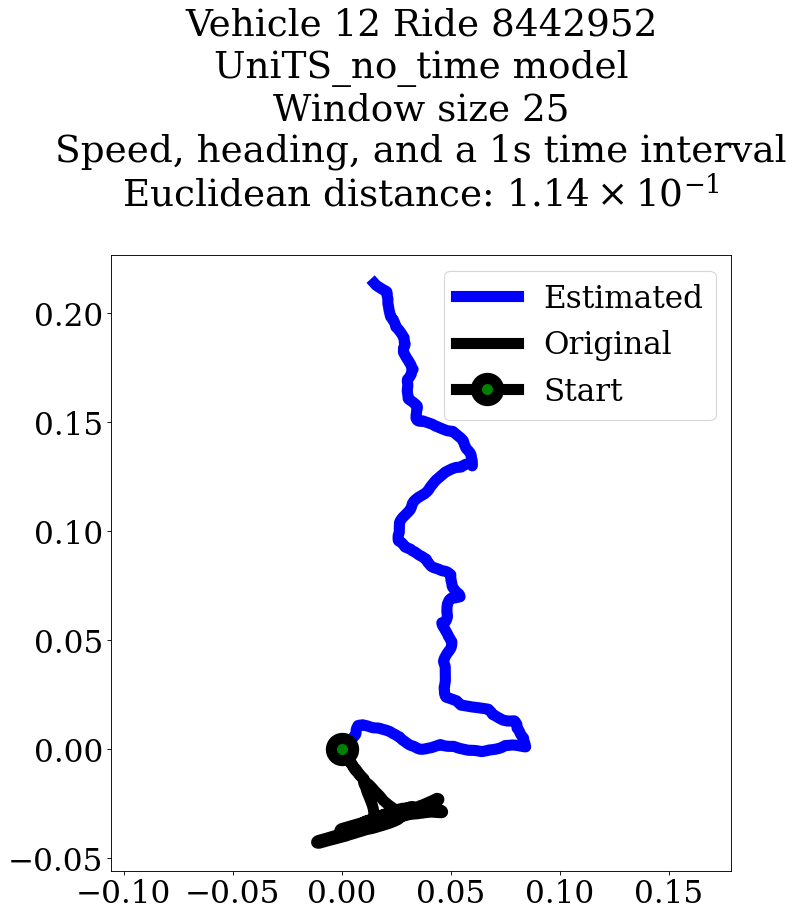 Vehicle 12 Ride 8442952
UniTS_no_time model
Window size 25
Speed, heading, and a 1s time interval
Euclidean distance: 1.14 × 10⁻¹
Estimated
Original
Start
0.20
0.15
0.10
0.05
0.00
−0.05
−0.10 −0.05 0.00 0.05 0.10 0.15